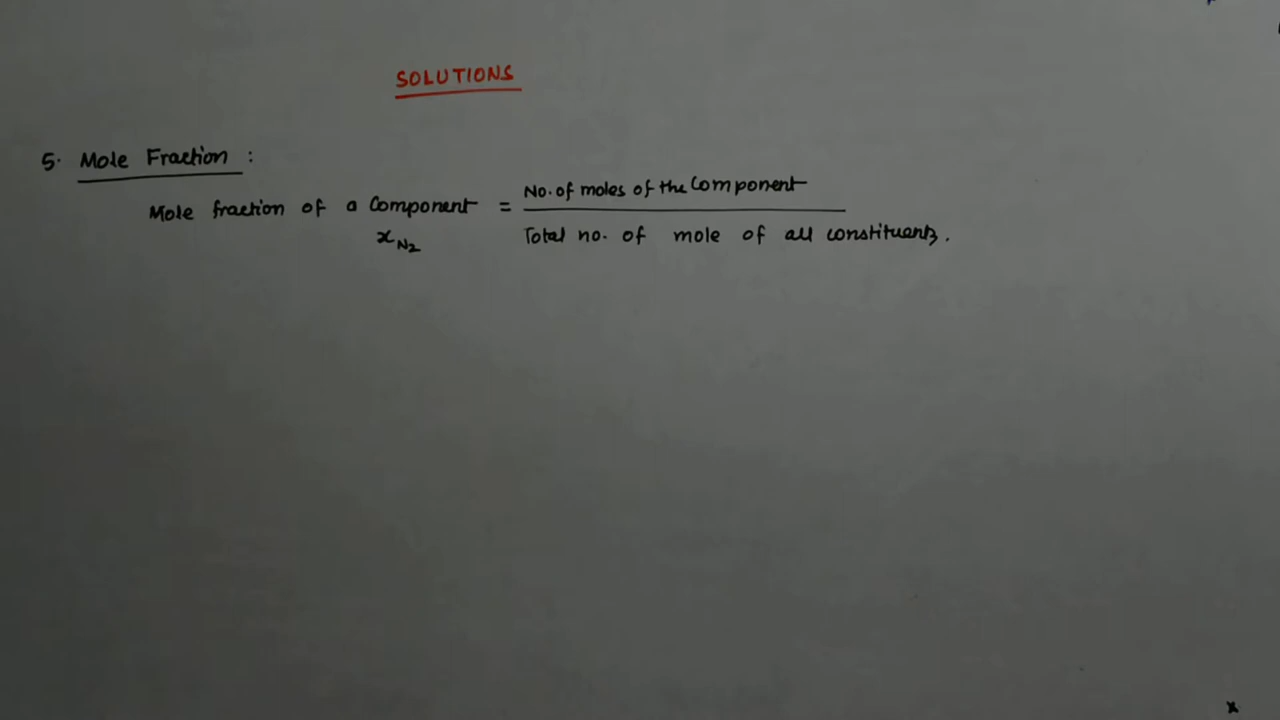 SOLUTIONS
5. Mole Fraction :
No. of moles of the Component
Mole fraction of a Component =
Total no. of mole of all constituents.
x N2
x